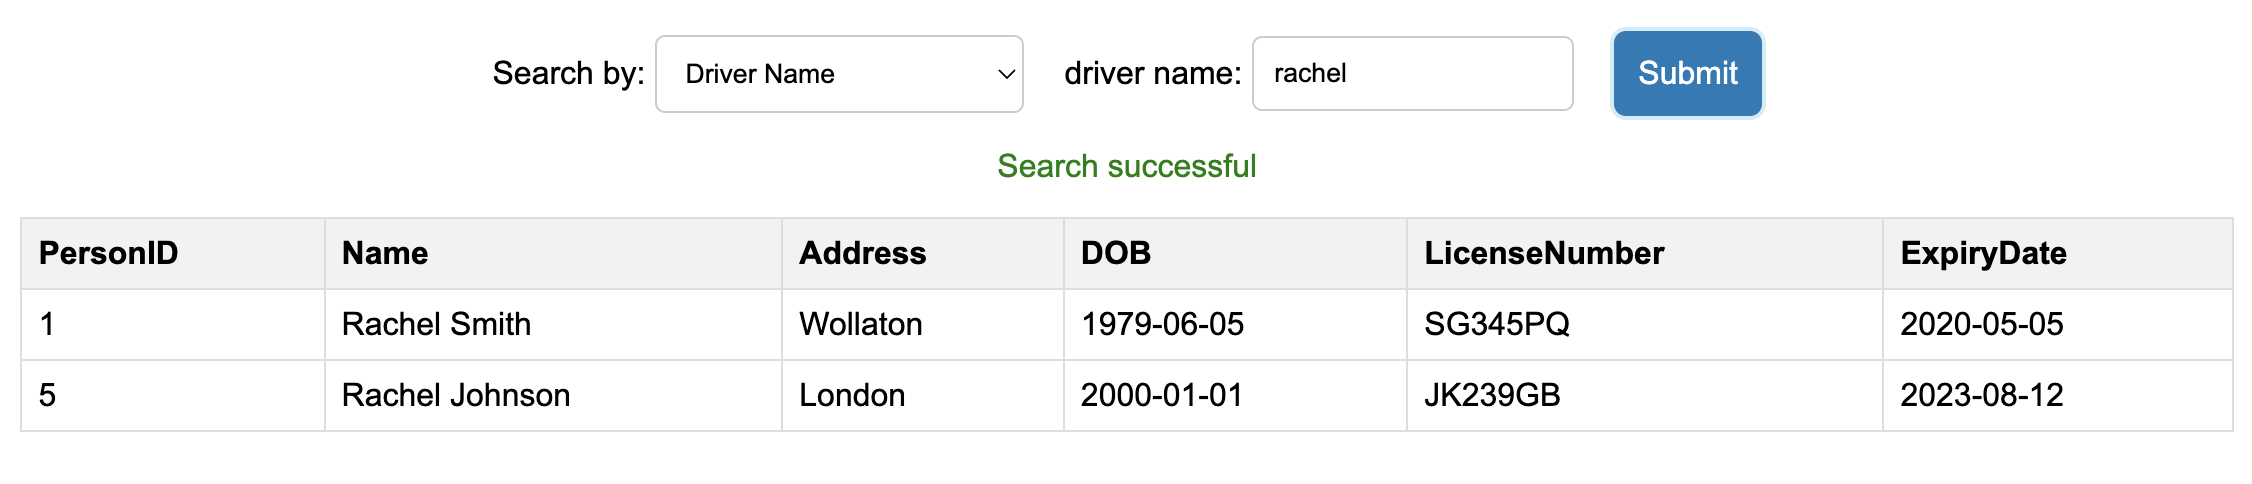 Search by: Driver Name driver name: rachel Submit
Search successful
PersonID Name Address DOB LicenseNumber ExpiryDate
1 Rachel Smith Wollaton 1979-06-05 SG345PQ 2020-05-05
5 Rachel Johnson London 2000-01-01 JK239GB 2023-08-12